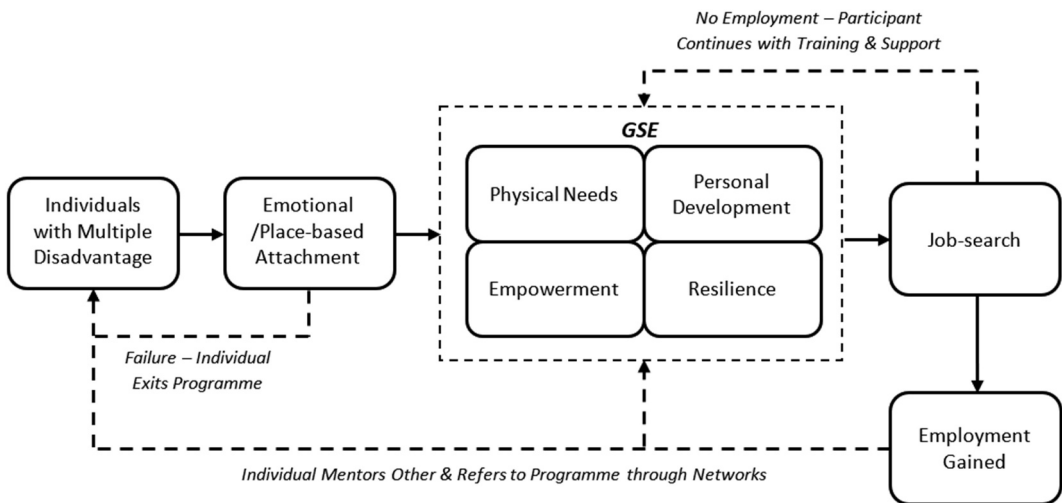 No Employment – Participant
Continues with Training & Support
GSE
Individuals
with Multiple
Disadvantage
Emotional
/Place-based
Attachment
Physical Needs
Personal
Development
Empowerment
Resilience
Job-search
Failure – Individual
Exits Programme
Employment
Gained
Individual Mentors Other & Refers to Programme through Networks